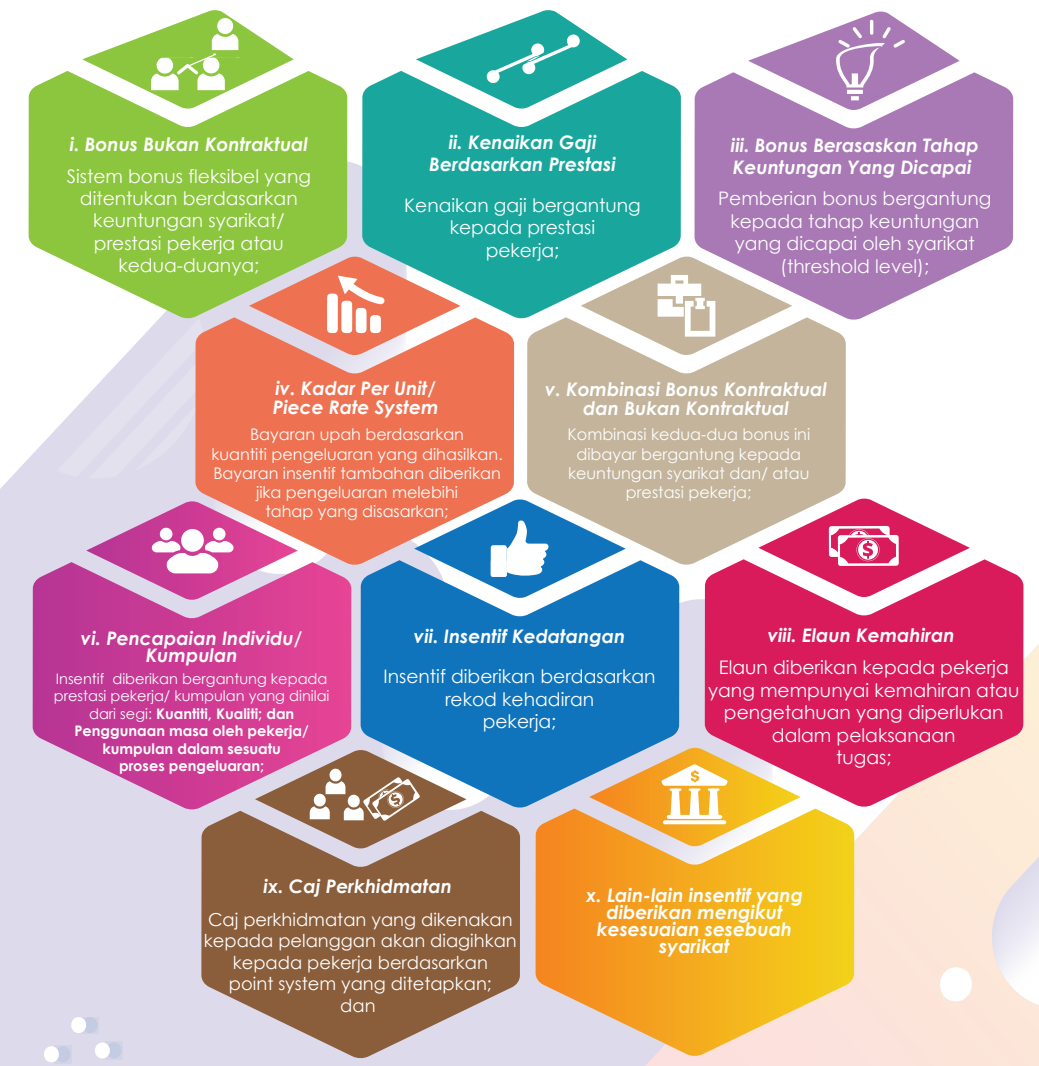 i. Bonus Bukan Kontraktual
Sistem bonus fleksibel yang
ditentukan berdasarkan
keuntungan syarikat/
prestasi pekerja atau
kedua-duanya;
ii. Kenaikan Gaji
Berdasarkan Prestasi
Kenaikan gaji bergantung
kepada prestasi
pekerja;
iii. Bonus Berasaskan Tahap
Keuntungan Yang Dicapai
Pemberian bonus bergantung
kepada tahap keuntungan
yang dicapai oleh syarikat
(threshold level);
iv. Kadar Per Unit/
Piece Rate System
Bayaran upah berdasarkan
kuantiti pengeluaran yang dihasilkan.
Bayaran insentif tambahan diberikan
jika pengeluaran melebihi
tahap yang disasarkan;
v. Kombinasi Bonus Kontraktual
dan Bukan Kontraktual
Kombinasi kedua-dua bonus ini
dibayar bergantung kepada
keuntungan syarikat dan/ atau
prestasi pekerja;
vi. Pencapaian Individu/
Kumpulan
Insentif diberikan bergantung kepada
prestasi pekerja/ kumpulan yang dinilai
dari segi: Kuantiti, Kualiti; dan
Penggunaan masa oleh pekerja/
kumpulan dalam sesuatu
proses pengeluaran;
vii. Insentif Kedatangan
Insentif diberikan berdasarkan
rekod kehadiran
pekerja;
viii. Elaun Kemahiran
Elaun diberikan kepada pekerja
yang mempunyai kemahiran atau
pengetahuan yang diperlukan
dalam pelaksanaan
tugas;
ix. Caj Perkhidmatan
Caj perkhidmatan yang dikenakan
kepada pelanggan akan diagihkan
kepada pekerja berdasarkan
point system yang ditetapkan;
dan
x. Lain-lain insentif yang
diberikan mengikut
kesesuaian sesebuah
syarikat